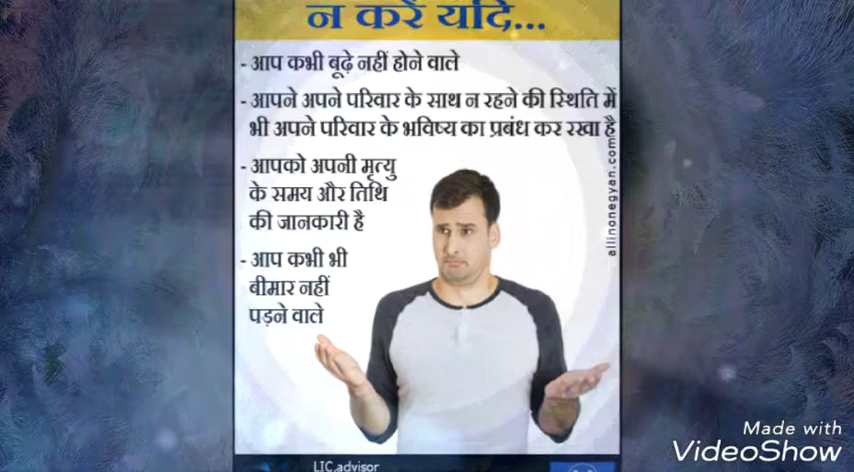 न करें यदि...
- आप कभी बूढ़े नहीं होने वाले
- आपने अपने परिवार के साथ न रहने की स्थिति में
भी अपने परिवार के भविष्य का प्रबंध कर रखा है
- आपको अपनी मृत्यु
के समय और तिथि
की जानकारी है
- आप कभी भी
बीमार नहीं
पड़ने वाले
allinonegyan.com
LIC.advisor
Made with
VideoShow